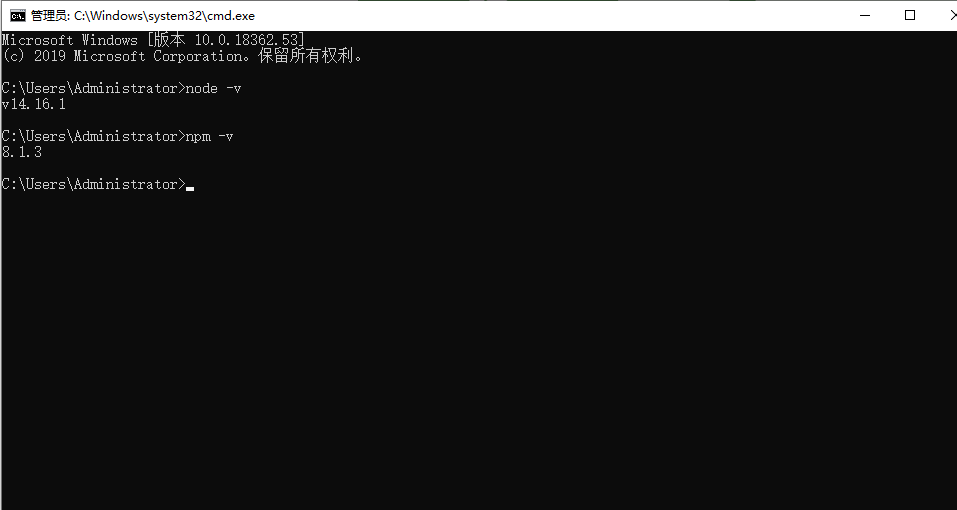 管理员: C:\Windows\system32\cmd.exe
Microsoft Windows [版本 10.0.18362.53]
(c) 2019 Microsoft Corporation。保留所有权利。
C:\Users\Administrator>node -v
v14.16.1
C:\Users\Administrator>npm -v
8.1.3
C:\Users\Administrator>